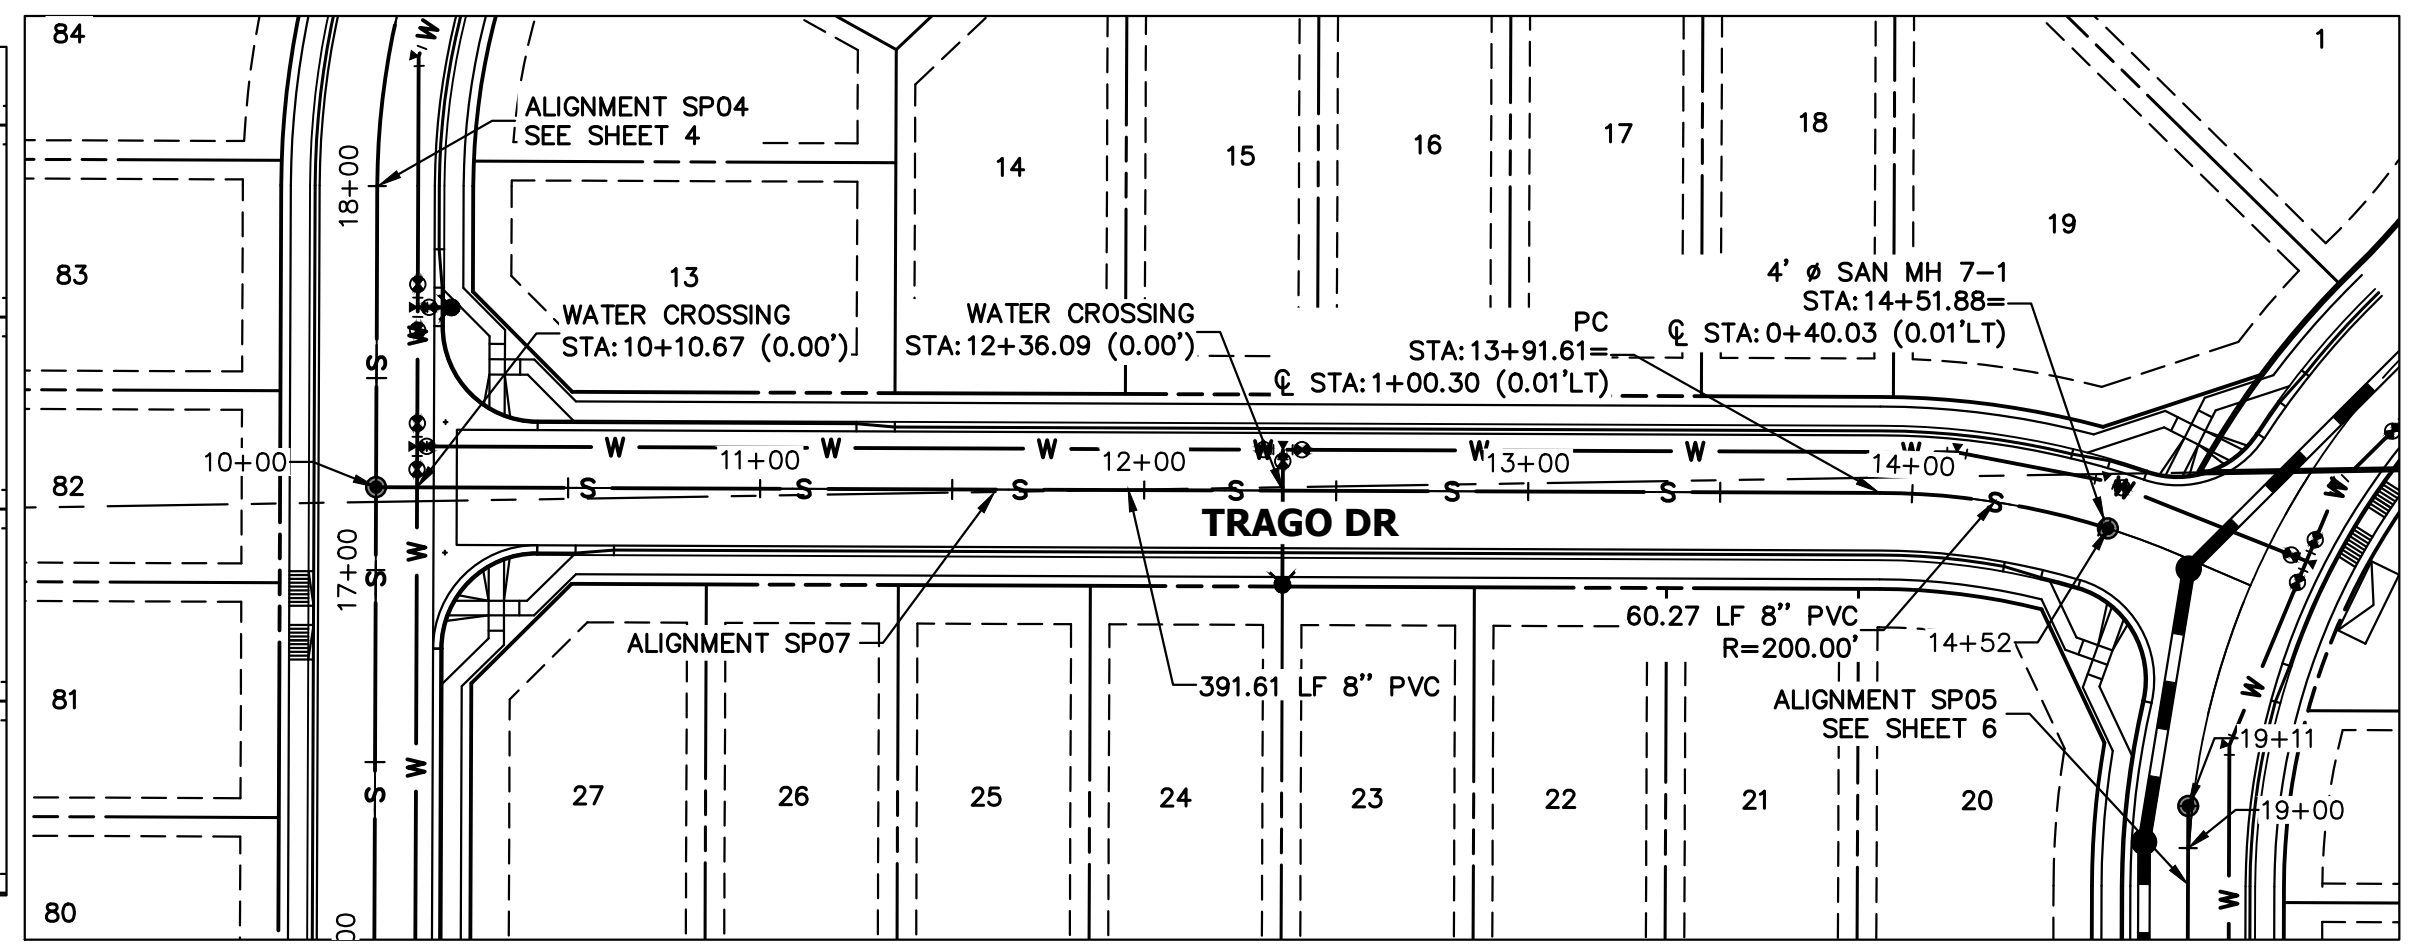 84
1
ALIGNMENT SP04
SEE SHEET 4
18+00
14
15
16
17
18
19
83
13
WATER CROSSING
STA:10+10.67 (0.00')
WATER CROSSING
STA:12+36.09 (0.00')
PC
STA:13+91.61=
℄ STA:1+00.30 (0.01'LT)
4' ø SAN MH 7-1
STA:14+51.88=
℄ STA:0+40.03 (0.01'LT)
W
W
S
W W W W W W W
10+00
11+00
12+00
13+00
14+00
82
S S S S S S S
W
W
TRAGO DR
17+00
S
W
ALIGNMENT SP07
391.61 LF 8" PVC
60.27 LF 8" PVC
R=200.00'
14+52
81
ALIGNMENT SP05
SEE SHEET 6
W
19+11
19+00
S
W
27
26
25
24
23
22
21
20
80
00
W